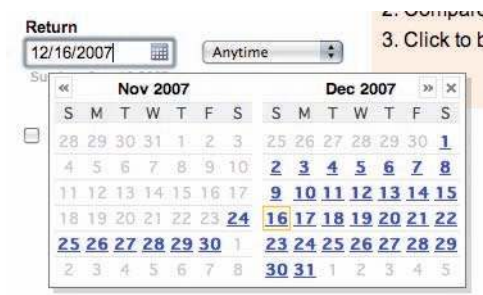 Return
12/16/2007
Anytime
3. Click to b
« Nov 2007 Dec 2007 » ×
S M T W T F S S M T W T F S
28 29 30 31 1 2 3 25 26 27 28 29 30 1
4 5 6 7 8 9 10 2 3 4 5 6 7 8
11 12 13 14 15 16 17 9 10 11 12 13 14 15
18 19 20 21 22 23 24 16 17 18 19 20 21 22
25 26 27 28 29 30 1 23 24 25 26 27 28 29
2 3 4 5 6 7 8 30 31 1 2 3 4 5